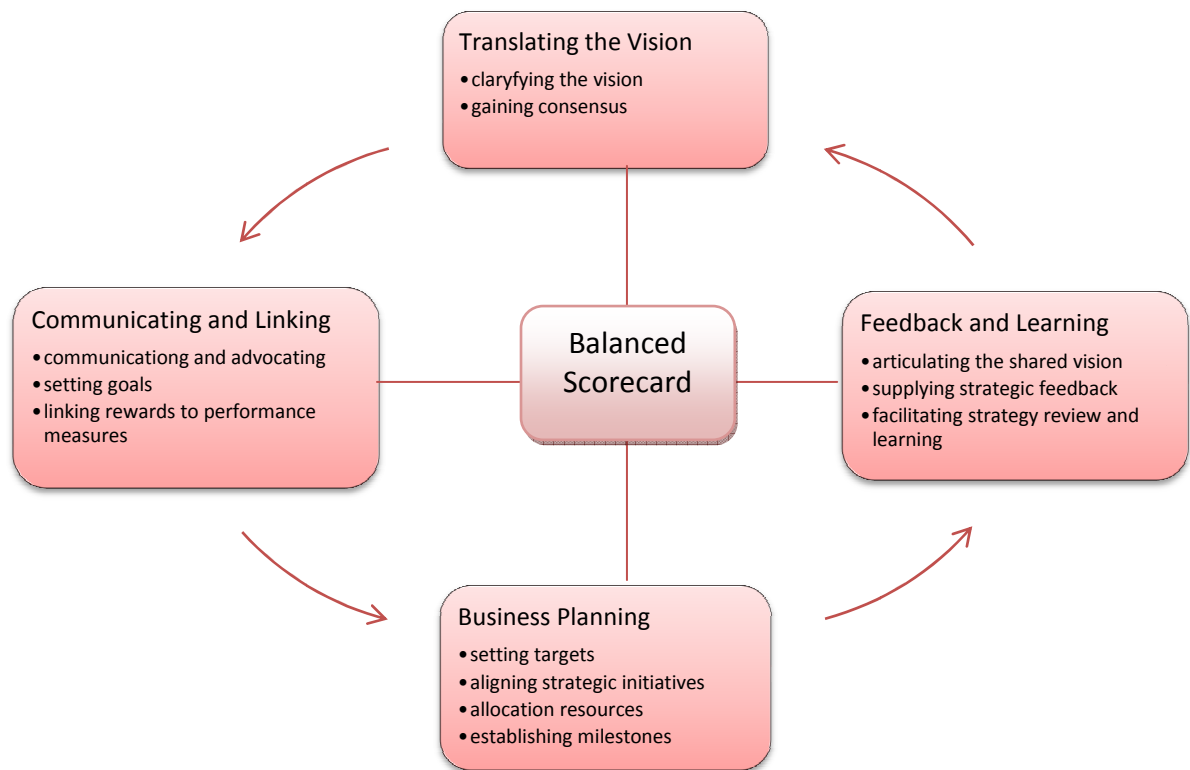 Translating the Vision
•claryfying the vision
•gaining consensus
Communicating and Linking
•communicationg and advocating
•setting goals
•linking rewards to performance
measures
Balanced
Scorecard
Feedback and Learning
•articulating the shared vision
•supplying strategic feedback
•facilitating strategy review and
learning
Business Planning
•setting targets
•aligning strategic initiatives
•allocation resources
•establishing milestones